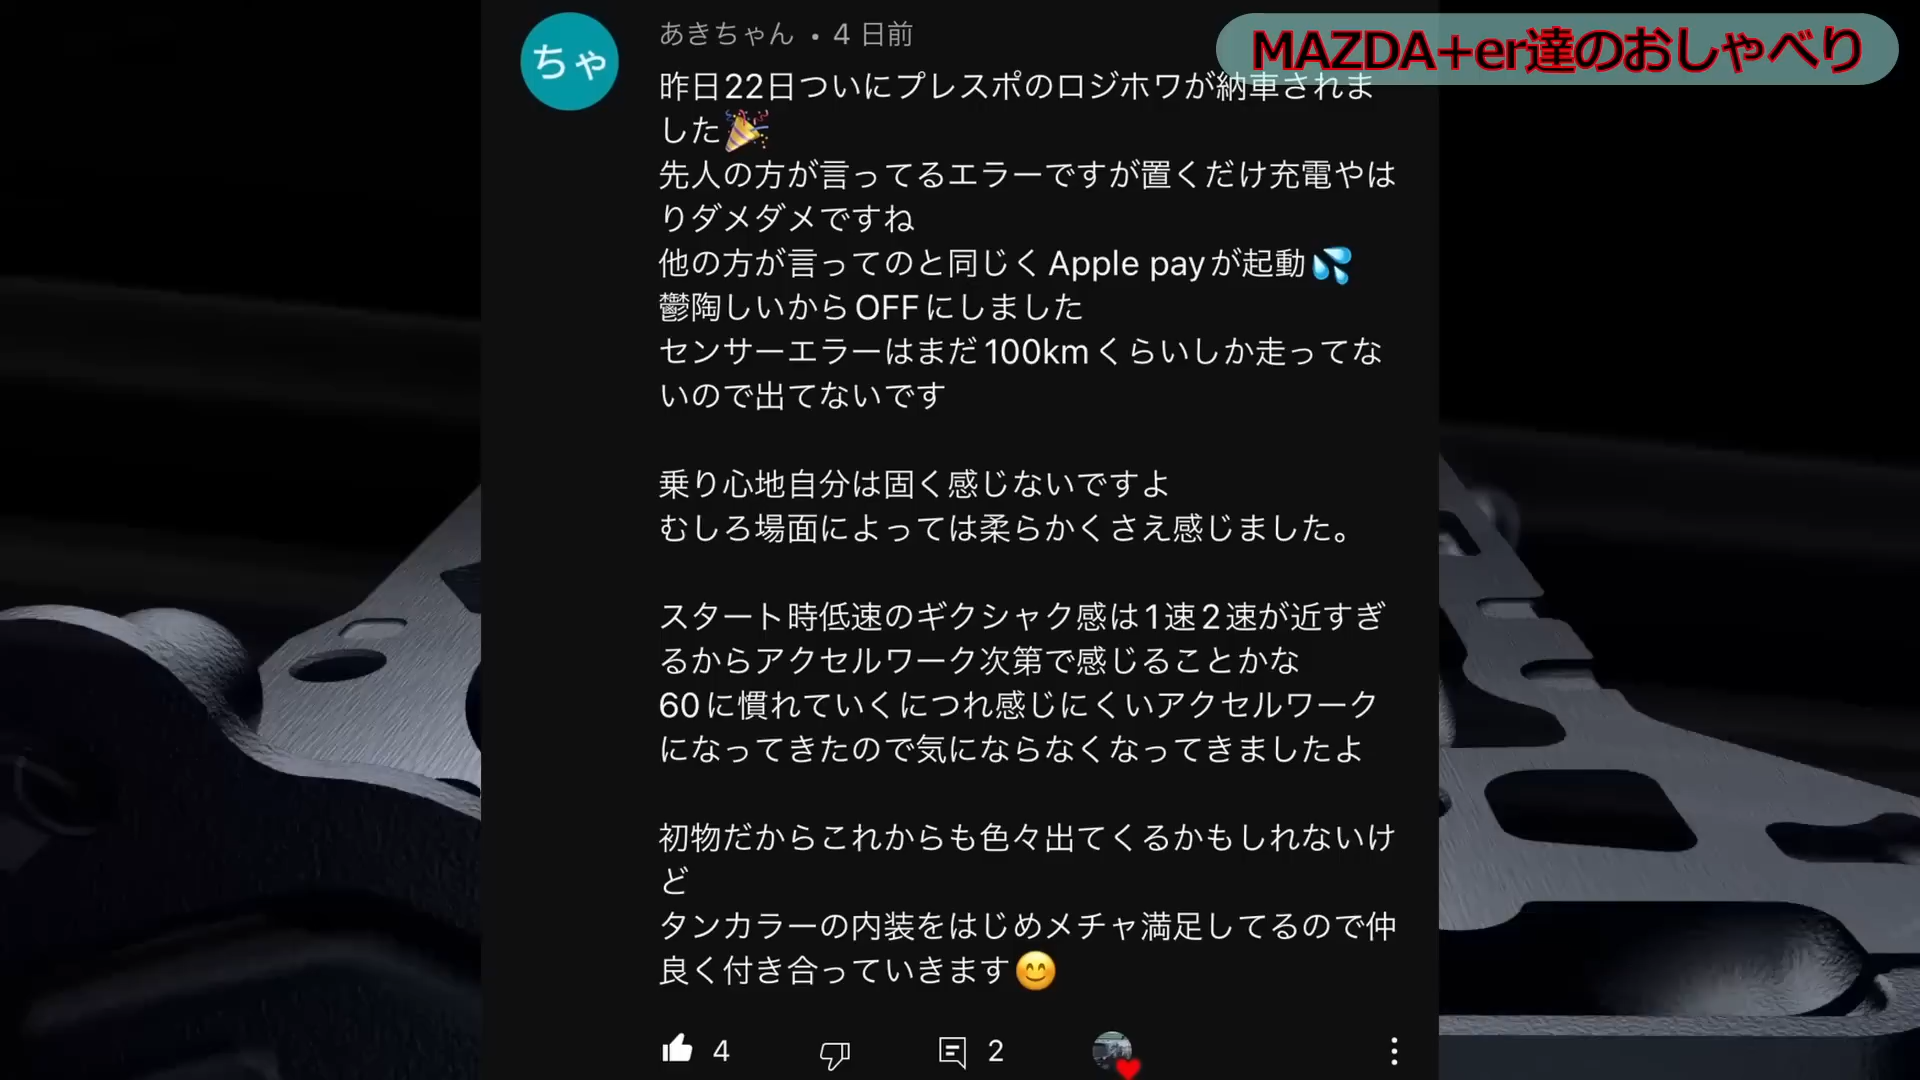 MAZDA+er達のおしゃべり
ちゃ
あきちゃん • 4 日前
昨日22日ついにプレスポのロジホワが納車されま
した🎉
先人の方が言ってるエラーですが置くだけ充電やは
りダメダメですね
他の方が言ってのと同じくApple payが起動💦
鬱陶しいからOFFにしました
センサーエラーはまだ100kmくらいしか走ってな
いので出てないです
乗り心地自分は固く感じないですよ
むしろ場面によっては柔らかくさえ感じました。
スタート時低速のギクシャク感は1速2速が近すぎ
るからアクセルワーク次第で感じることかな
60に慣れていくにつれ感じにくいアクセルワーク
になってきたので気にならなくなってきましたよ
初物だからこれからも色々出てくるかもしれないけ
ど
タンカラーの内装をはじめメチャ満足してるので仲
良く付き合っていきます😊
4
2